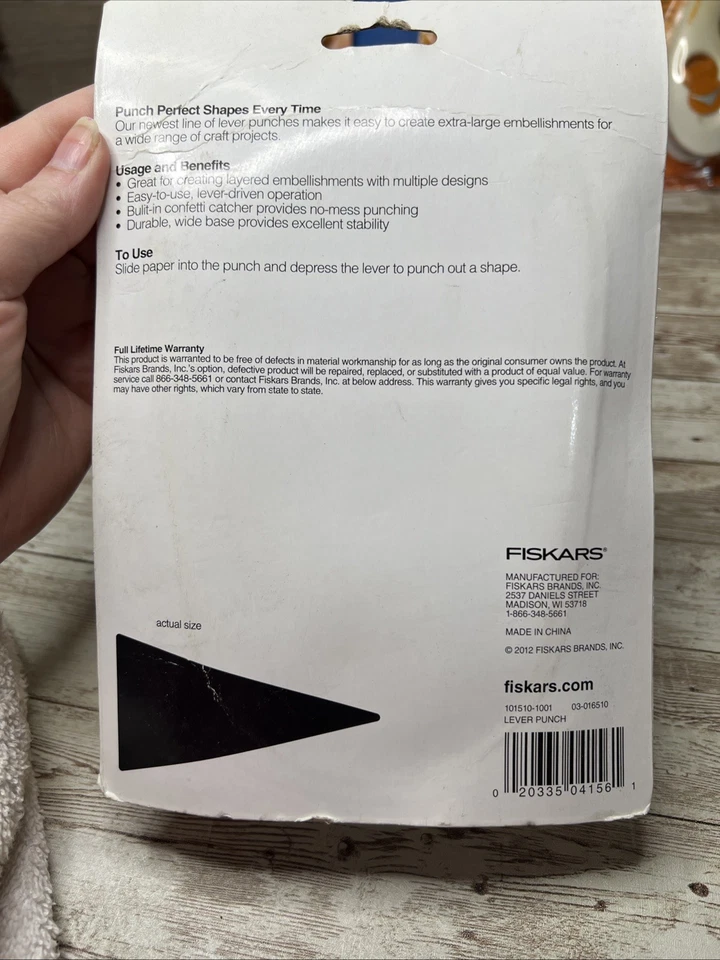 Punch Perfect Shapes Every Time
Our newest line of lever punches makes it easy to create extra-large embellishments for
a wide range of craft projects.
Usage and Benefits
• Great for creating layered embellishments with multiple designs
• Easy-to-use, lever-driven operation
• Bulit-in confetti catcher provides no-mess punching
• Durable, wide base provides excellent stability
To Use
Slide paper into the punch and depress the lever to punch out a shape.
Full Lifetime Warranty
This product is warranted to be free of defects in material workmanship for as long as the original consumer owns the product. At
Fiskars Brands, Inc.'s option, defective product will be repaired, replaced, or substituted with a product of equal value. For warranty
service call 866-348-5661 or contact Fiskars Brands, Inc. at below address. This warranty gives you specific legal rights, and you
may have other rights, which vary from state to state.
actual size
FISKARS®
MANUFACTURED FOR:
FISKARS BRANDS, INC.
2537 DANIELS STREET
MADISON, WI 53718
1-866-348-5661
MADE IN CHINA
© 2012 FISKARS BRANDS, INC.
fiskars.com
101510-1001 03-016510
LEVER PUNCH
0 20335 04156 1